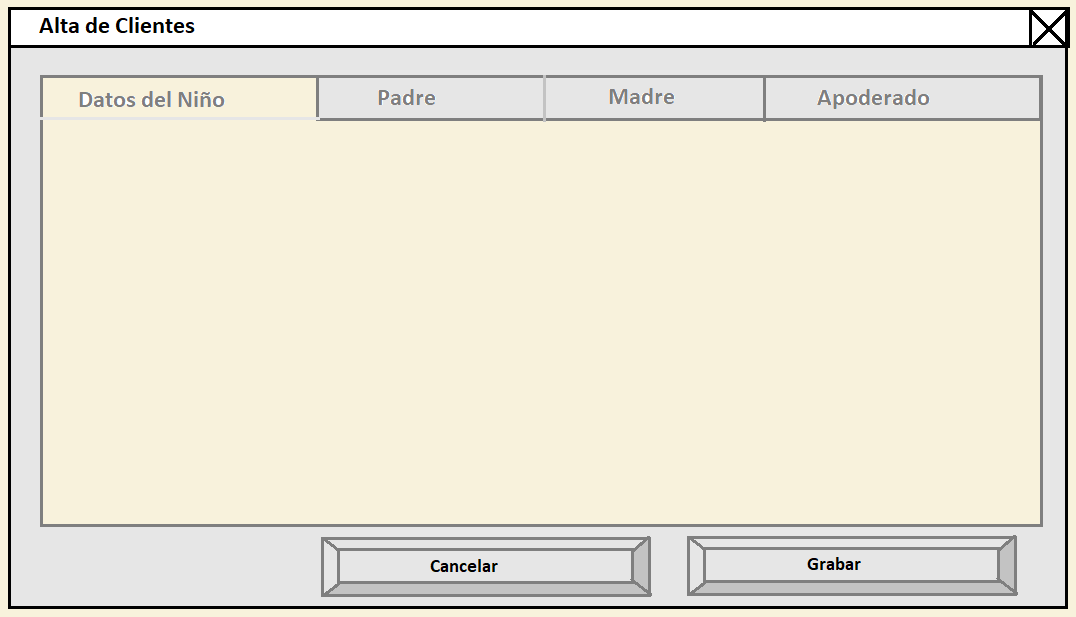 Alta de Clientes
Datos del Niño Padre Madre Apoderado
Cancelar Grabar